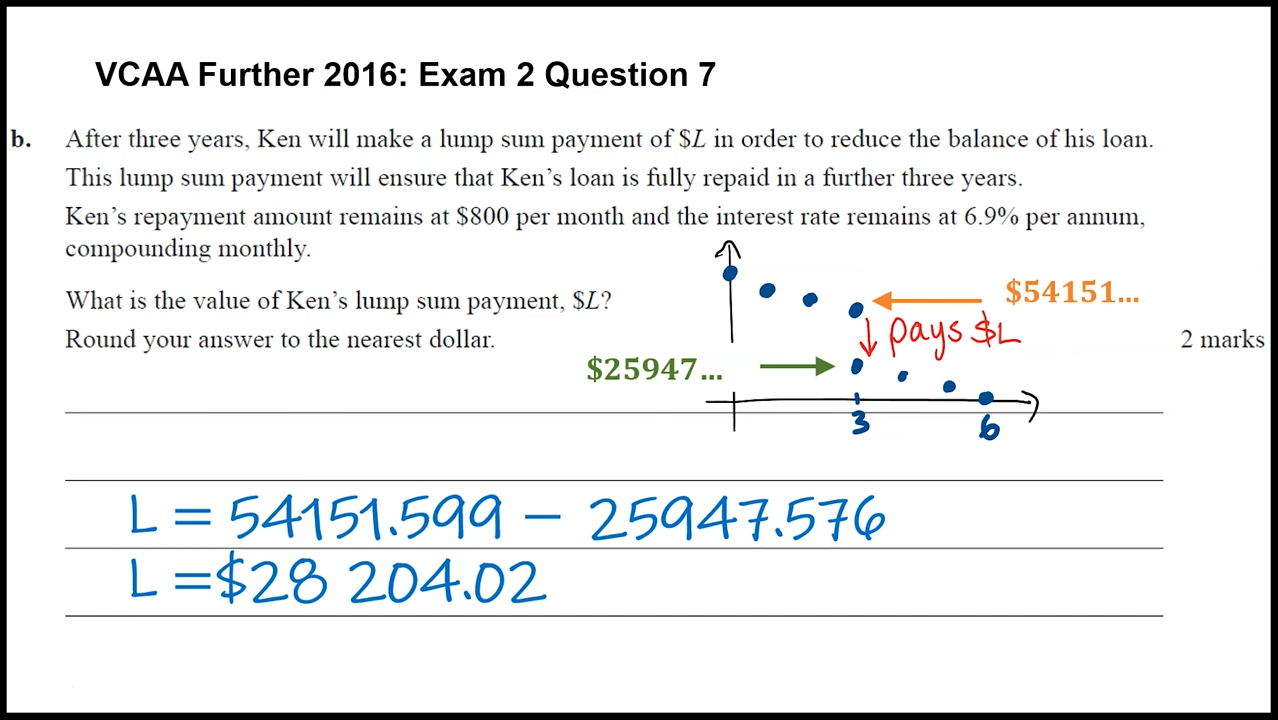 VCAA Further 2016: Exam 2 Question 7
b. After three years, Ken will make a lump sum payment of $L in order to reduce the balance of his loan.
This lump sum payment will ensure that Ken's loan is fully repaid in a further three years.
Ken's repayment amount remains at $800 per month and the interest rate remains at 6.9% per annum,
compounding monthly.
What is the value of Ken's lump sum payment, $L?
$54151...
pays $L
Round your answer to the nearest dollar.
2 marks
$25947...
3
6
L = 54151.599 – 25947.576
L = $28 204.02